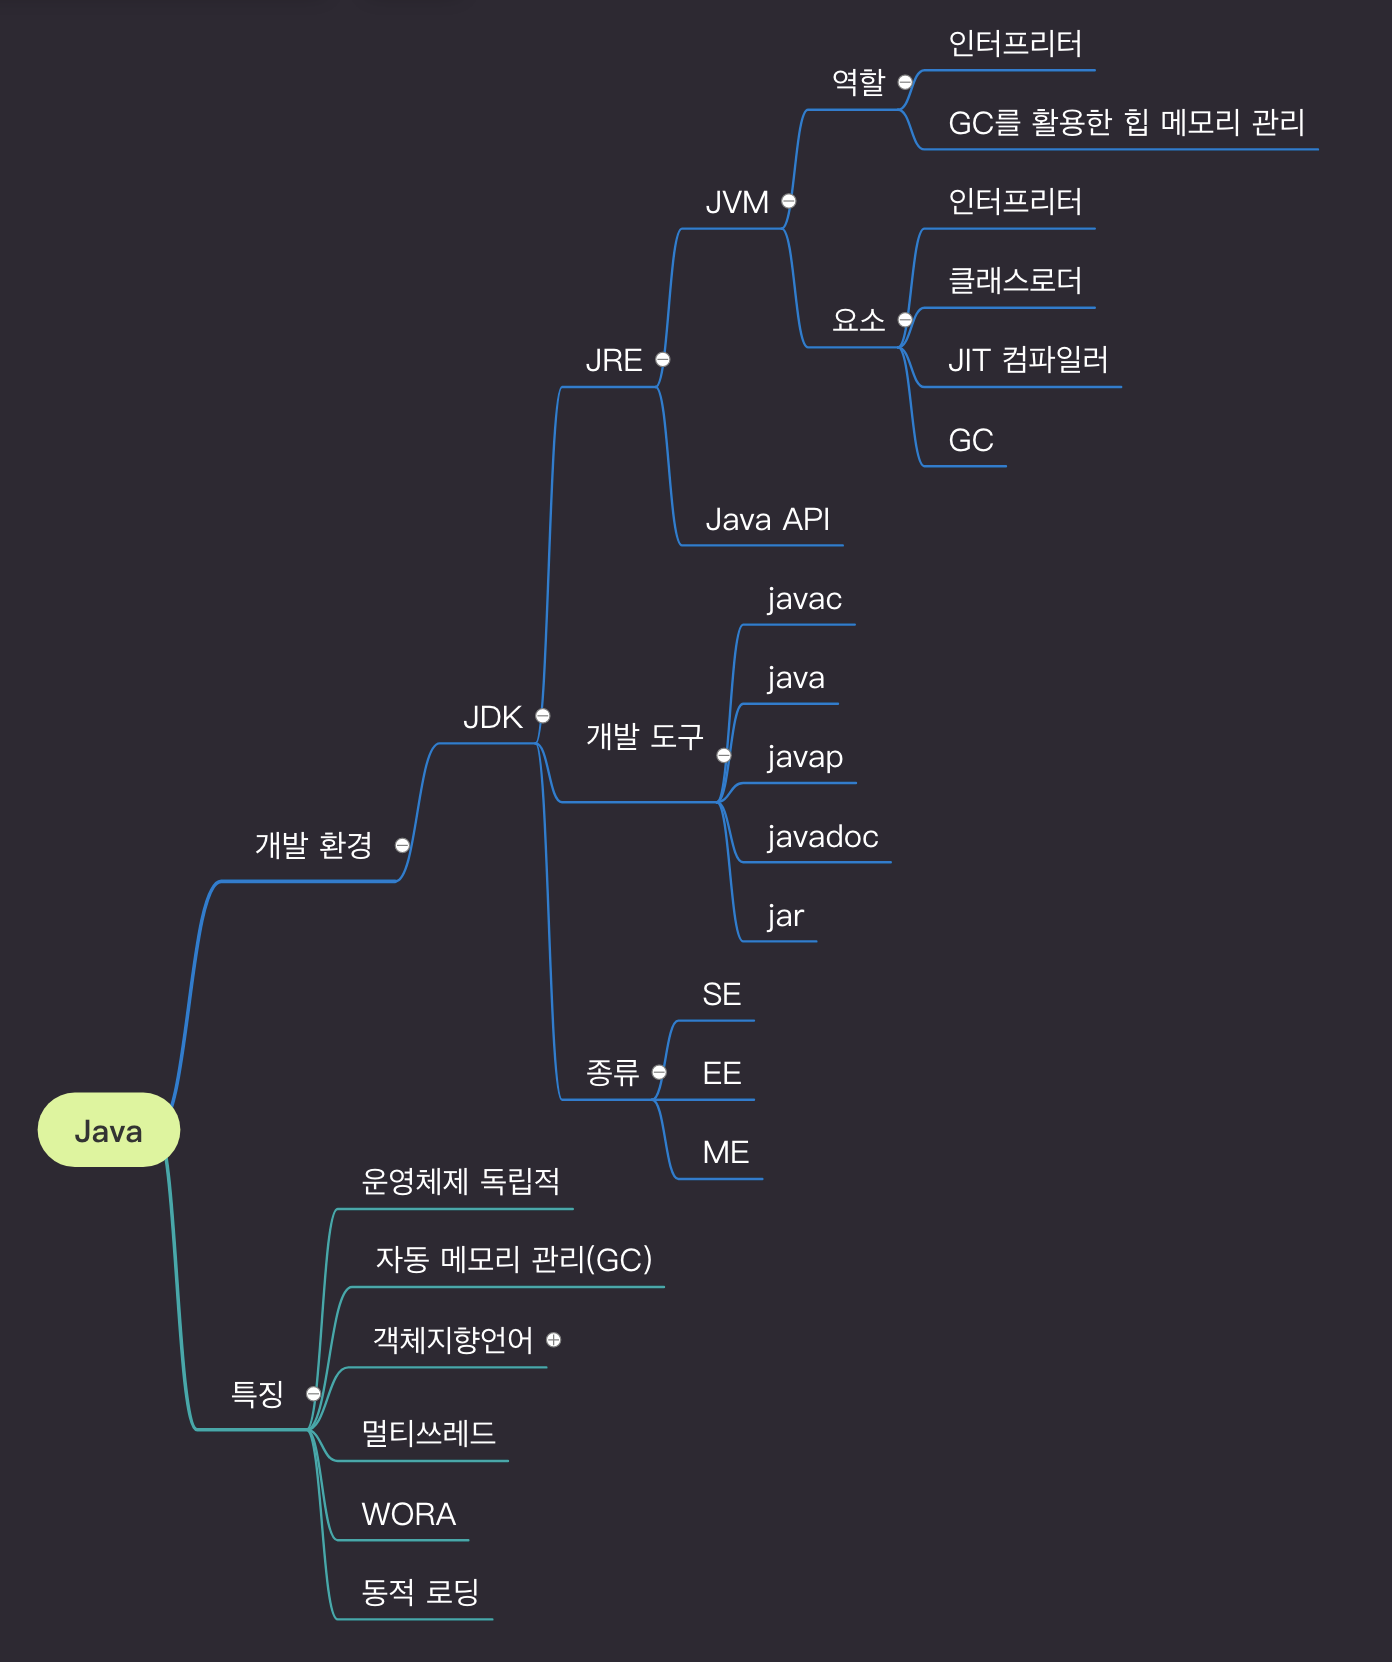 인터프리터
역할
GC를 활용한 힙 메모리 관리
JVM
인터프리터
클래스로더
요소
JIT 컴파일러
JRE
GC
Java API
javac
java
JDK
개발 도구
javap
javadoc
개발 환경
jar
SE
종류
EE
Java
ME
운영체제 독립적
자동 메모리 관리(GC)
객체지향언어
특징
멀티쓰레드
WORA
동적 로딩